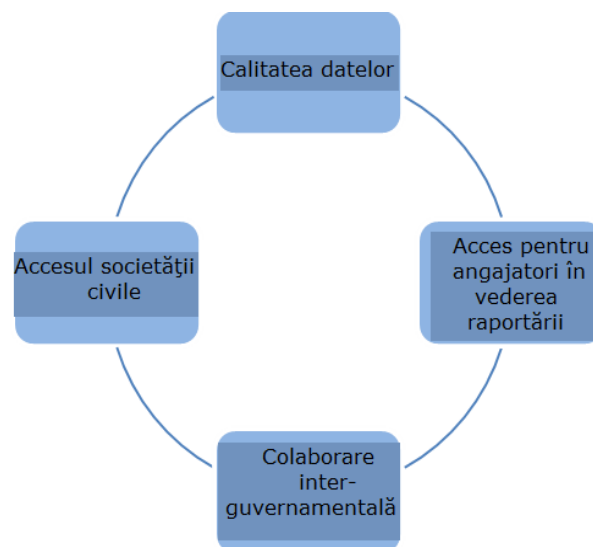 Calitatea datelor
Acces pentru
angajatori în
vederea
raportării
Colaborare
inter-
guvernamentală
Accesul societăţii
civile